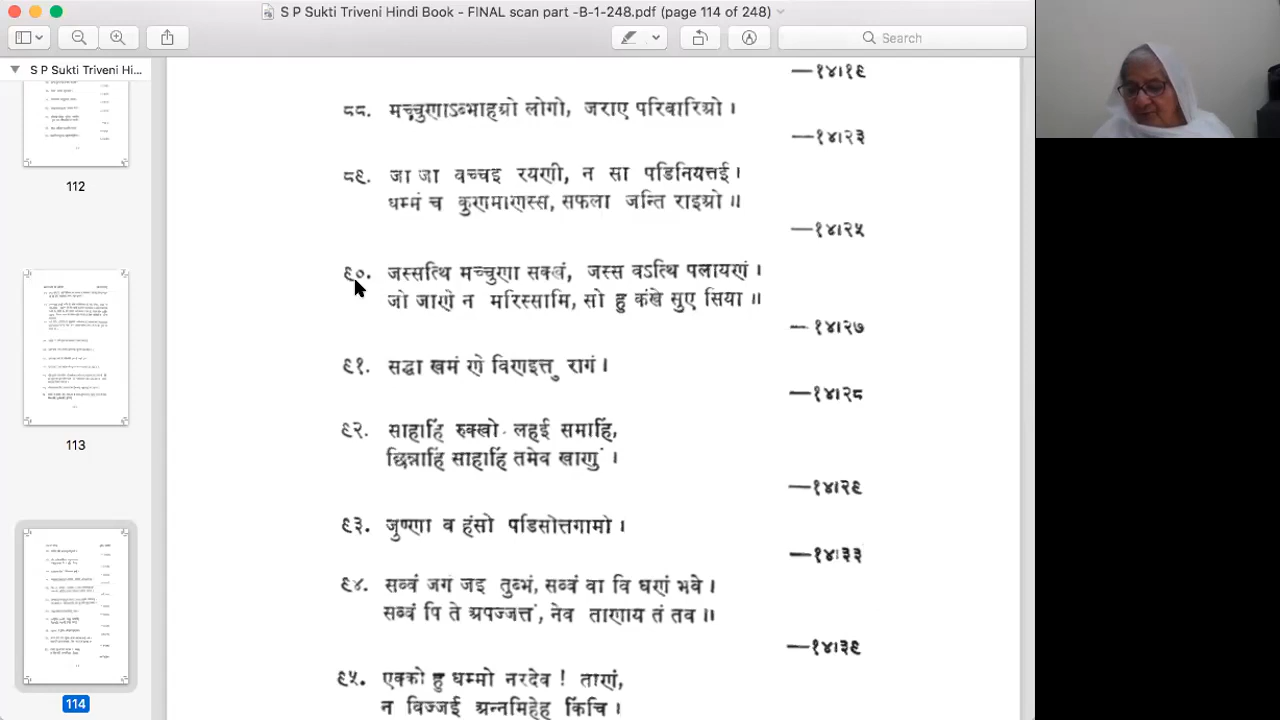 S P Sukti Triveni Hindi Book - FINAL scan part -B-1-248.pdf (page 114 of 248)
Search
S P Sukti Triveni Hi...
112
113
114
—१४।१९
८८. मच्चुणाऽब्भाहओ लोगो, जराए परिवारिओ।
—१४।२३
८९. जा जा वच्चइ रयणी, न सा पडिनियत्तई।
धम्मं च कुणमाणस्स, सफला जन्ति राइओ॥
—१४।२५
९०. जस्सत्थि मच्चुणा सक्खं, जस्स वऽत्थि पलायणं।
जो जाणे न मरिस्सामि, सो हु कंखे सुए सिया॥
—१४।२७
९१. सद्धा खमं णे विणइत्तु रागं।
—१४।२८
९२. साहाहिं रुक्खो लहई समाहिं,
छिन्नाहिं साहाहिं तमेव खाणुं।
—१४।२९
९३. जुण्णा व हंसो पडिसोत्तगामो।
—१४।३३
९४. सव्वं जगं जइ तुब्भं, सव्वं वा वि धणं भवे।
सव्वं पि ते अपज्जत्तं, नेव ताणाय तं तव॥
—१४।३९
९५. एक्को हु धम्मो नरदेव! ताणं,
न विज्जई अन्नमिहेह किंचि।